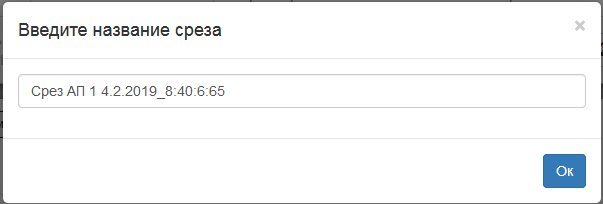 Введите название среза
×
Срез АП 1 4.2.2019_8:40:6:65
Ок